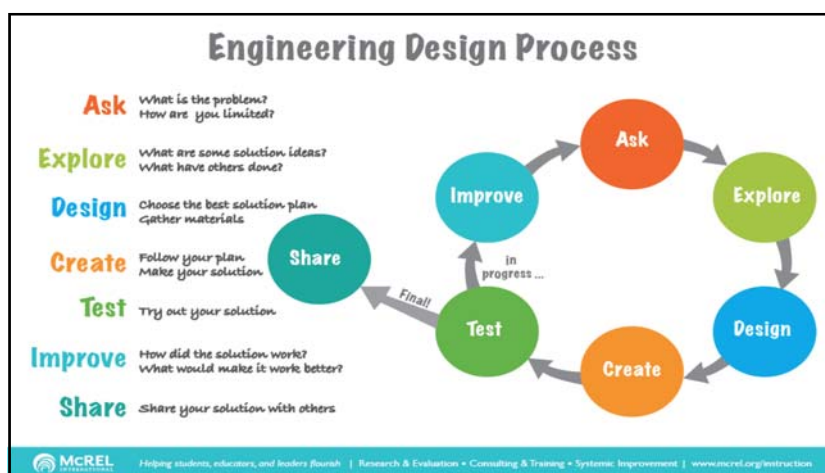 Engineering Design Process
Ask
What is the problem?
How are you limited?
Explore
What are some solution ideas?
What have others done?
Design
Choose the best solution plan
Gather materials
Create
Follow your plan
Make your solution
Test
Try out your solution
Improve
How did the solution work?
What would make it work better?
Share
Share your solution with others
Ask
Explore
Design
Create
Test
in
progress ...
Improve
Final!
Share
McREL
INTERNATIONAL
Helping students, educators, and leaders flourish | Research & Evaluation • Consulting & Training • Systemic Improvement | www.mcrel.org/instruction